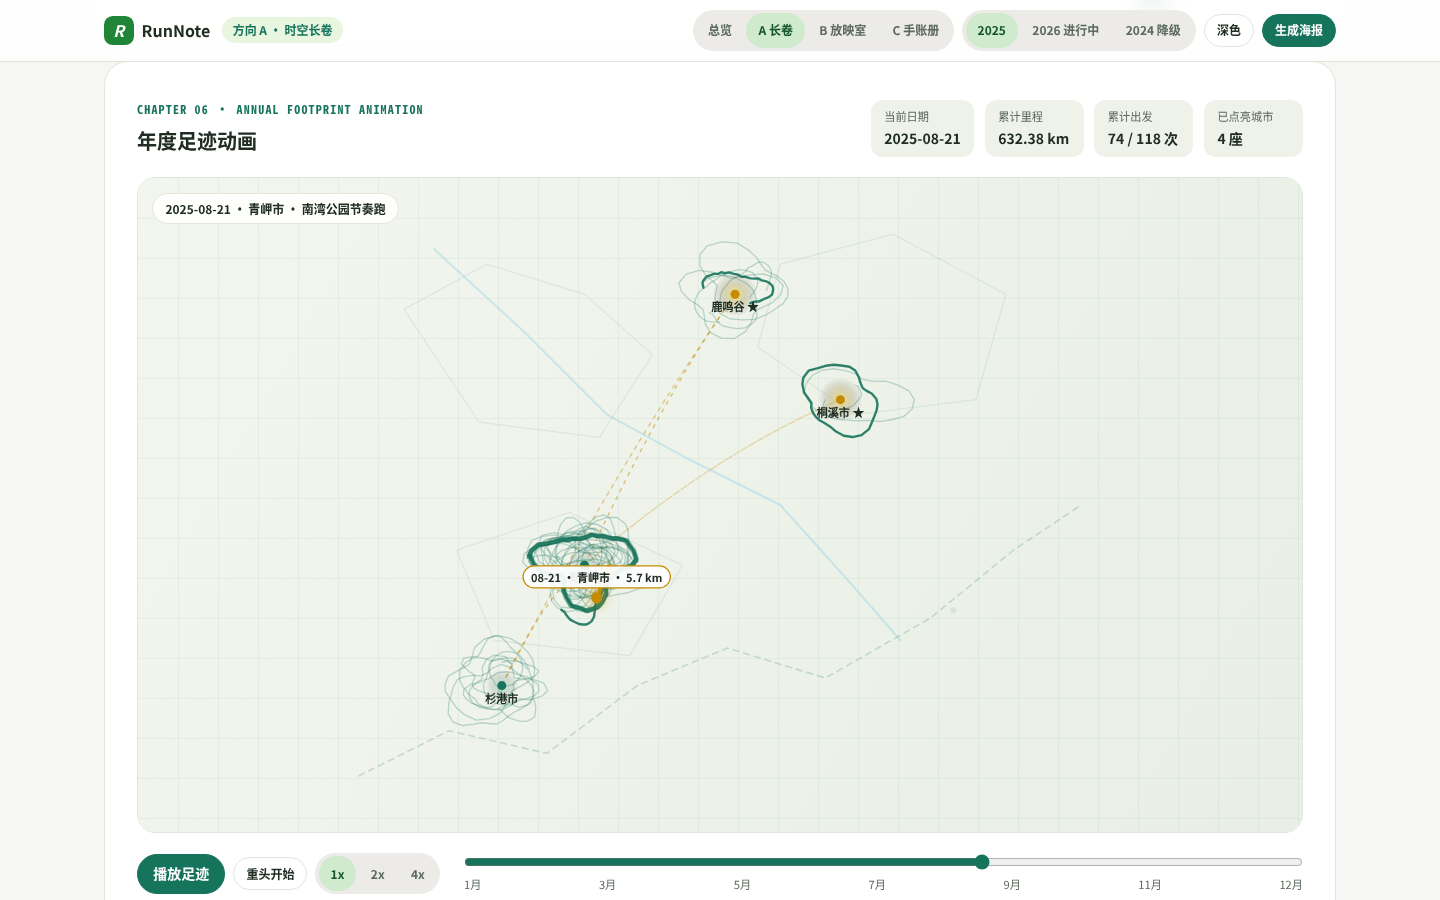 R RunNote 方向 A · 时空长卷 总览 A 长卷 B 放映室 C 手账册 2025 2026 进行中 2024 降级 深色 生成海报
CHAPTER 06 · ANNUAL FOOTPRINT ANIMATION
年度足迹动画
当前日期 累计里程 累计出发 已点亮城市
2025-08-21 632.38 km 74 / 118 次 4 座
2025-08-21 · 青岬市 · 南湾公园节奏跑
鹿鸣谷 ★
桐溪市 ★
08-21 · 青岬市 · 5.7 km
杉港市
播放足迹 重头开始 1x 2x 4x
1月 3月 5月 7月 9月 11月 12月